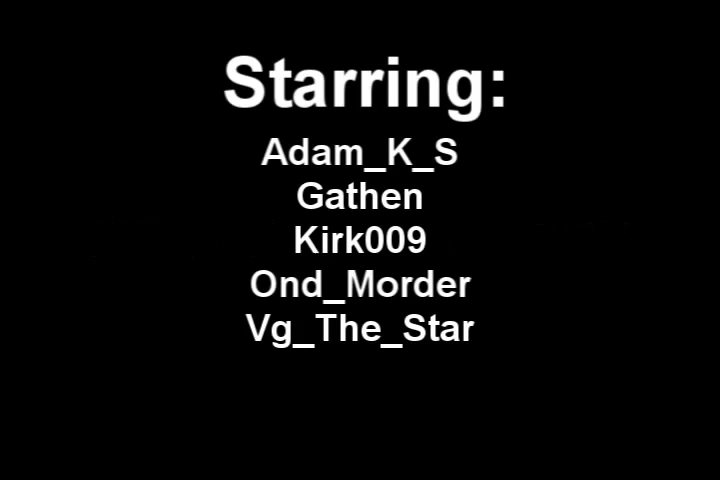 Starring:
Adam_K_S
Gathen
Kirk009
Ond_Morder
Vg_The_Star